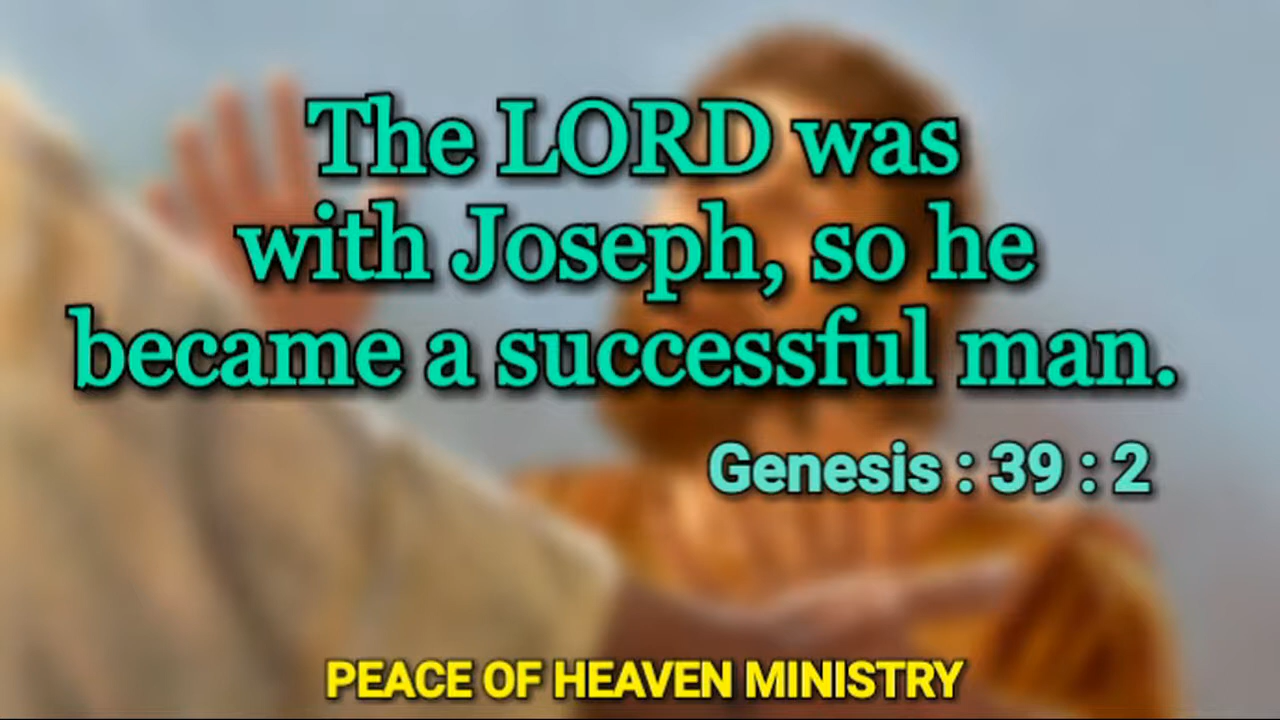 The LORD was
with Joseph, so he
became a successful man.
Genesis : 39 : 2
PEACE OF HEAVEN MINISTRY